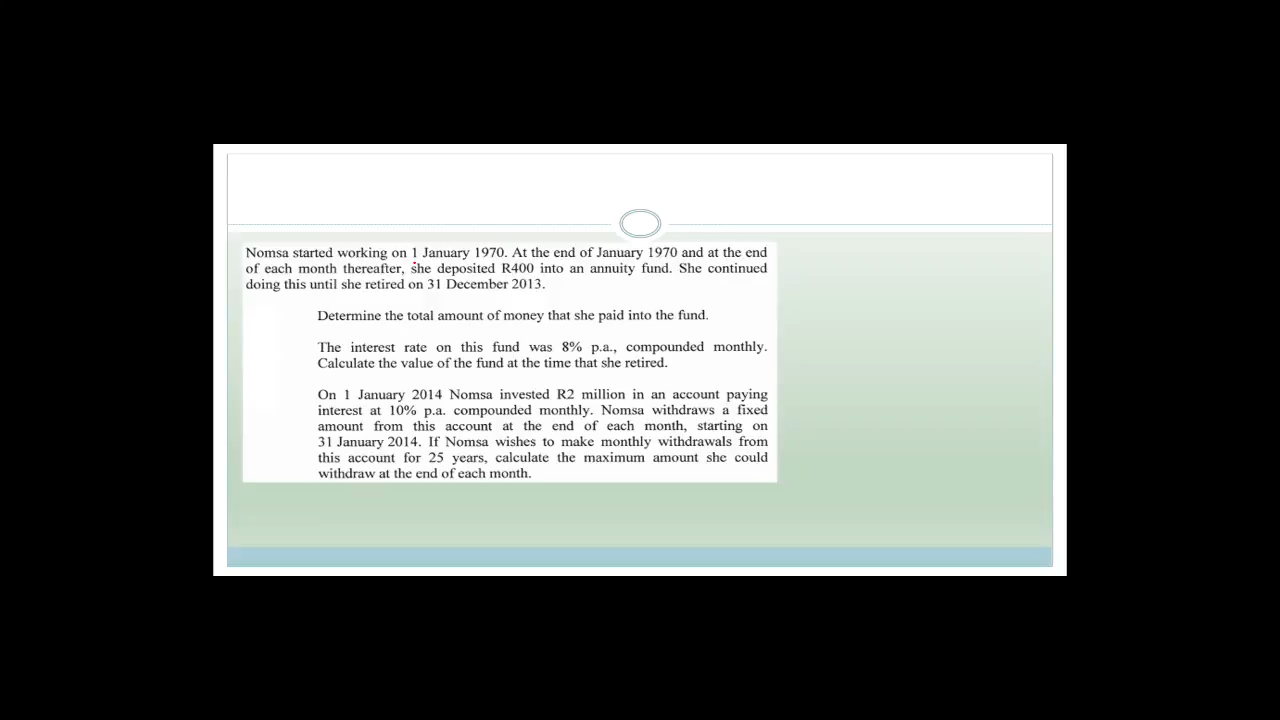 Nomsa started working on 1 January 1970. At the end of January 1970 and at the end
of each month thereafter, she deposited R400 into an annuity fund. She continued
doing this until she retired on 31 December 2013.
Determine the total amount of money that she paid into the fund.
The interest rate on this fund was 8% p.a., compounded monthly.
Calculate the value of the fund at the time that she retired.
On 1 January 2014 Nomsa invested R2 million in an account paying
interest at 10% p.a. compounded monthly. Nomsa withdraws a fixed
amount from this account at the end of each month, starting on
31 January 2014. If Nomsa wishes to make monthly withdrawals from
this account for 25 years, calculate the maximum amount she could
withdraw at the end of each month.